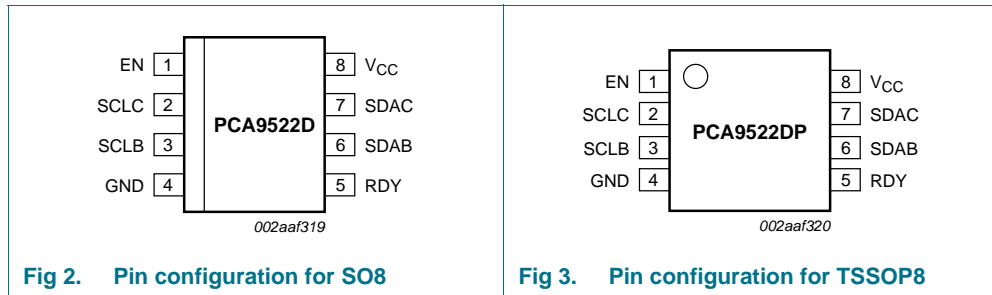 EN 1
SCLC 2
SCLB 3
GND 4
PCA9522D
8 VCC
7 SDAC
6 SDAB
5 RDY
002aaf319
Fig 2. Pin configuration for SO8
EN 1
SCLC 2
SCLB 3
GND 4
PCA9522DP
8 VCC
7 SDAC
6 SDAB
5 RDY
002aaf320
Fig 3. Pin configuration for TSSOP8